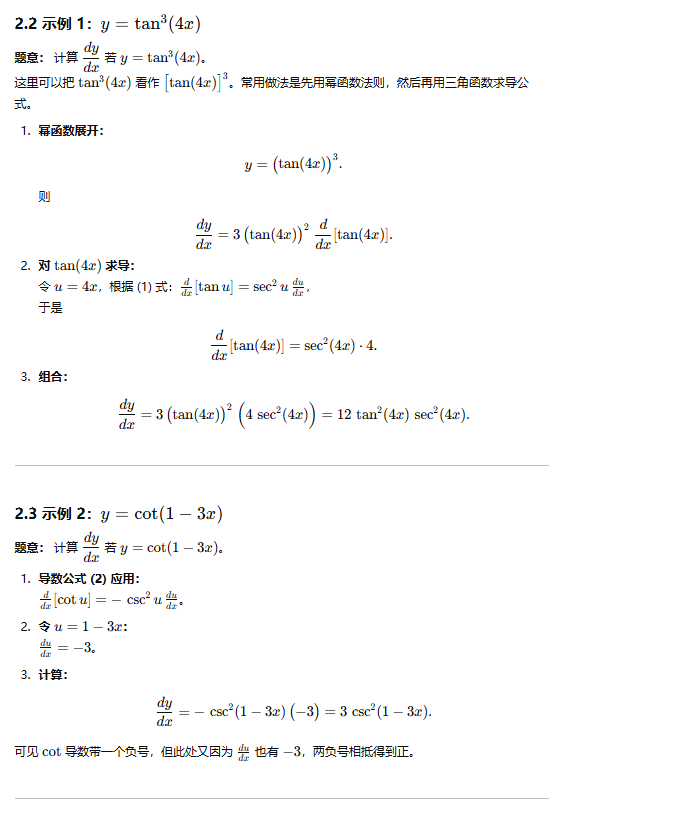 2.2 示例 1：y = tan³(4x)
题意： 计算 dy/dx 若 y = tan³(4x)。
这里可以把 tan³(4x) 看作 [tan(4x)]³。常用做法是先用幂函数法则，然后再用三角函数求导公
式。
1. 幂函数展开：
y = (tan(4x))³.
则
dy/dx = 3 (tan(4x))² d/dx [tan(4x)].
2. 对 tan(4x) 求导：
令 u = 4x，根据 (1) 式：d/dx [tan u] = sec² u du/dx，
于是
d/dx [tan(4x)] = sec²(4x) · 4.
3. 组合：
dy/dx = 3 (tan(4x))² (4 sec²(4x)) = 12 tan²(4x) sec²(4x).
2.3 示例 2：y = cot(1 − 3x)
题意： 计算 dy/dx 若 y = cot(1 − 3x)。
1. 导数公式 (2) 应用：
d/dx [cot u] = − csc² u du/dx。
2. 令 u = 1 − 3x：
du/dx = −3。
3. 计算：
dy/dx = − csc²(1 − 3x) (−3) = 3 csc²(1 − 3x).
可见 cot 导数带一个负号，但此处又因为 du/dx 也有 −3，两负号相抵得到正。